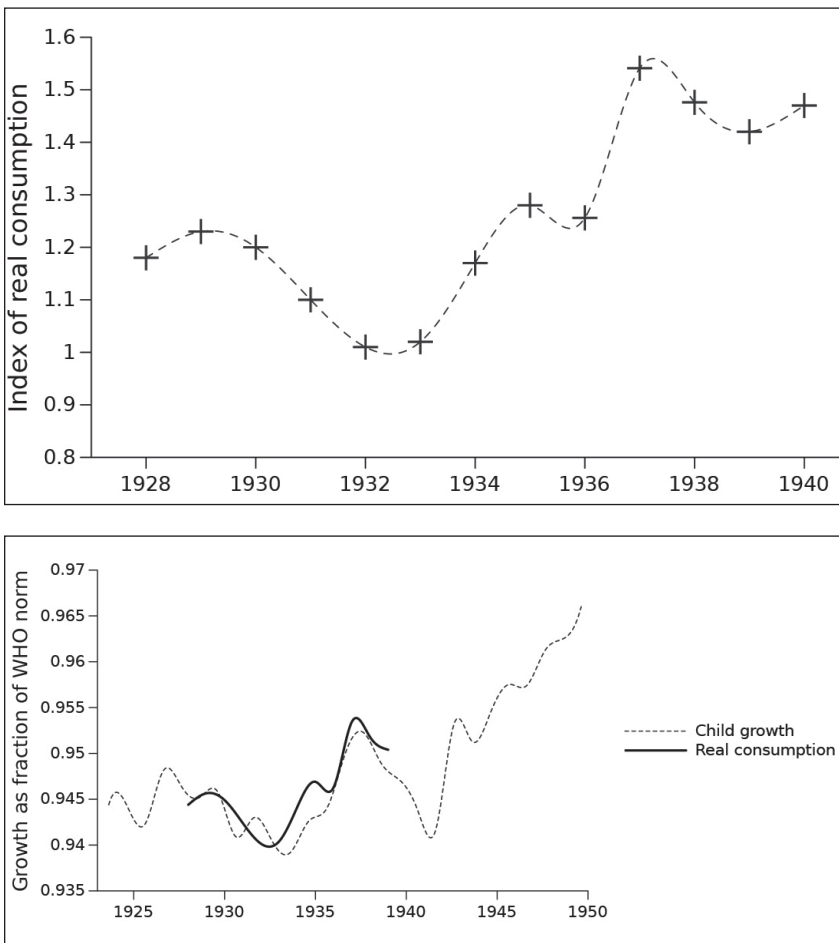 Index of real consumption
1.6
1.5
1.4
1.3
1.2
1.1
1
0.9
0.8
1928 1930 1932 1934 1936 1938 1940
Growth as fraction of WHO norm
0.97
0.965
0.96
0.955
0.95
0.945
0.94
0.935
1925 1930 1935 1940 1945 1950
Child growth
Real consumption